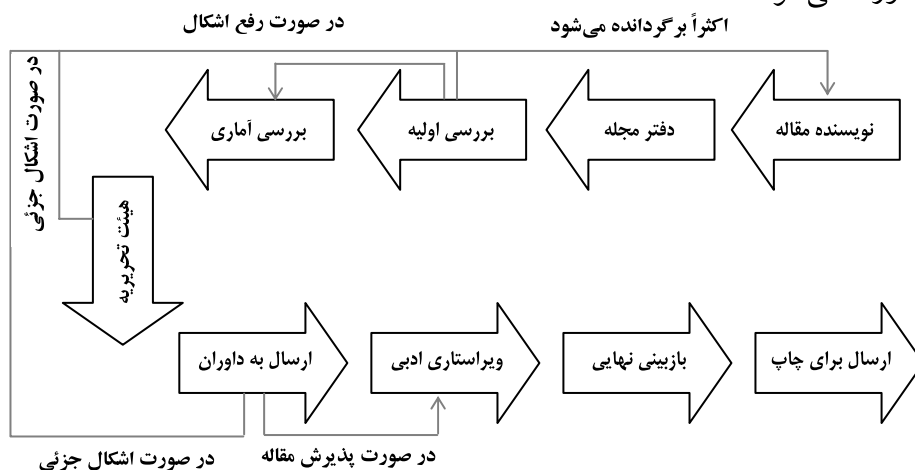 در صورت رفع اشکال
اکثراً برگردانده می‌شود
نویسنده مقاله
دفتر مجله
بررسی اولیه
بررسی آماری
در صورت اشکال جزئی
هیئت تحریریه
ارسال به داوران
ویراستاری ادبی
بازبینی نهایی
ارسال برای چاپ
در صورت پذیرش مقاله
در صورت اشکال جزئی